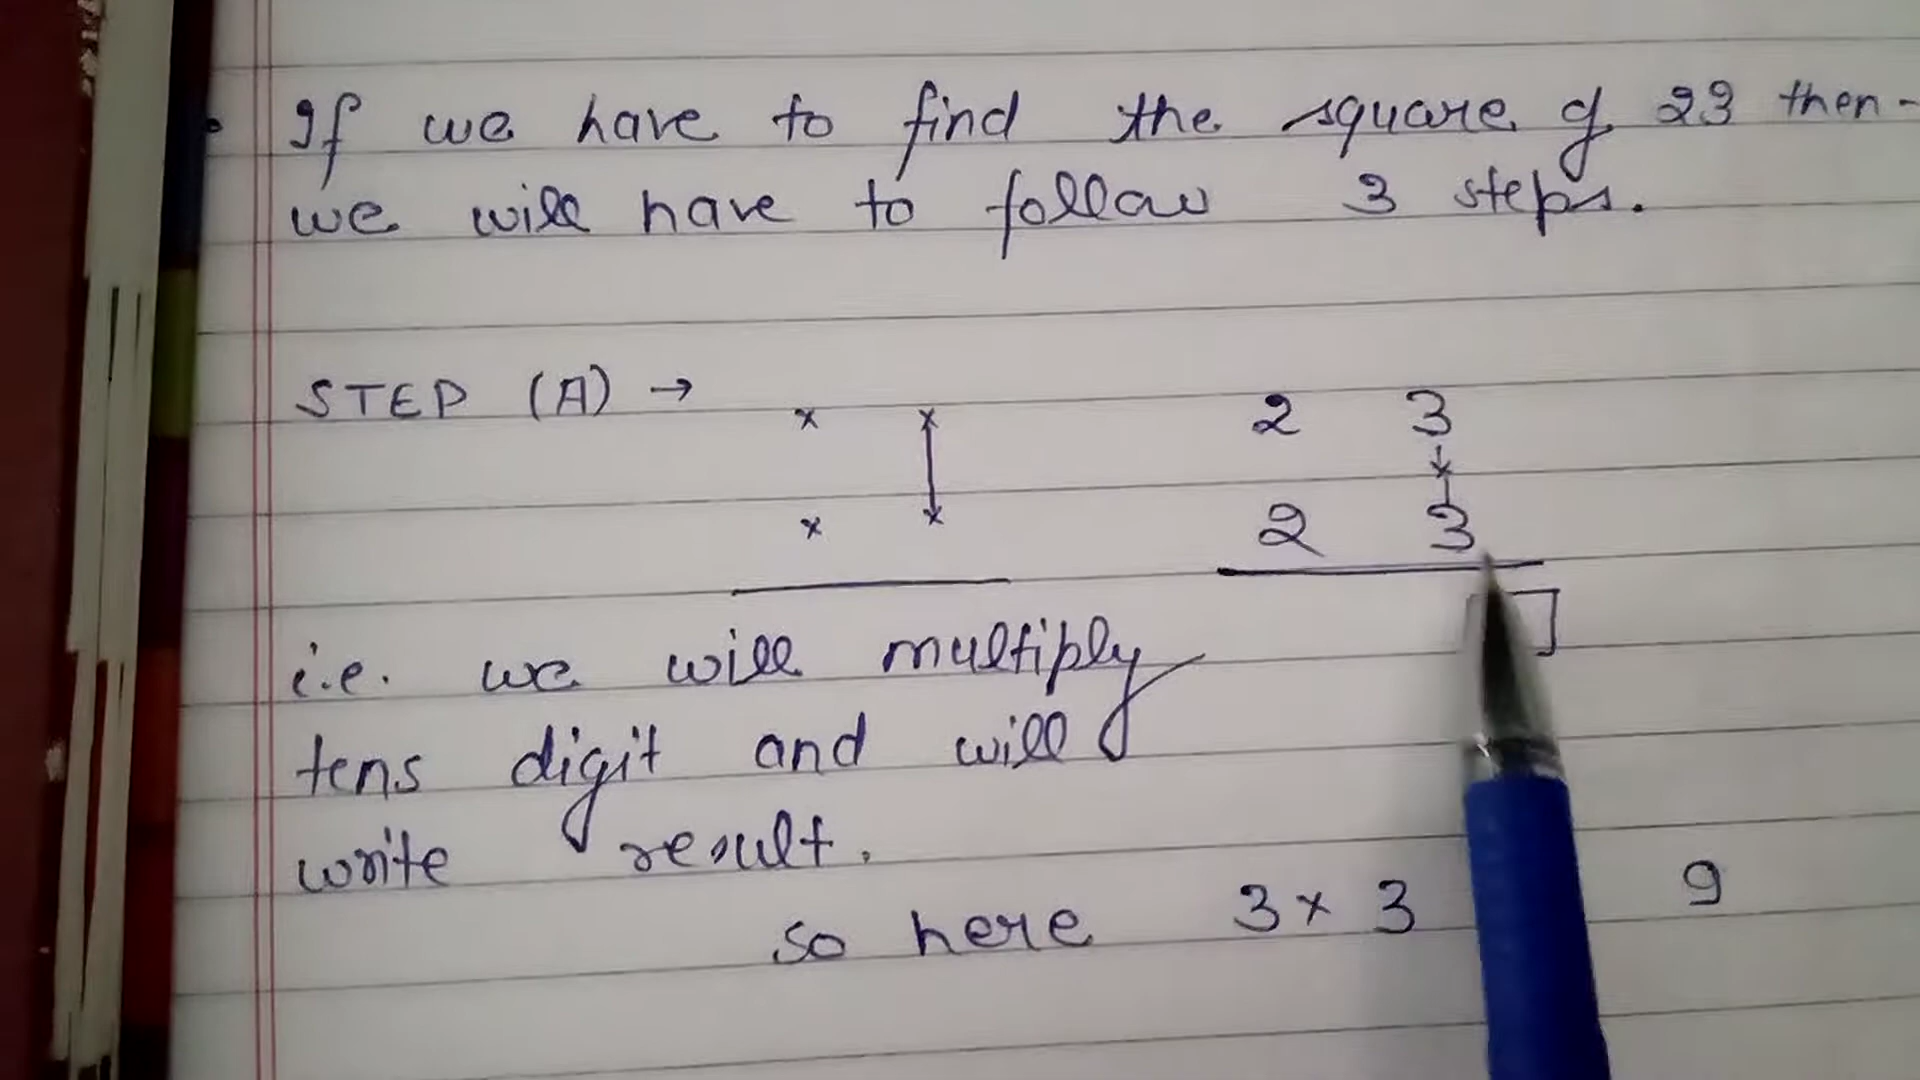 If we have to find the square of 23 then -
we will have to follow 3 steps.
STEP (A) → x x 2 3
x
x x 2 3
i.e. we will multiply
tens digit and will
write result.
so here 3 x 3 9